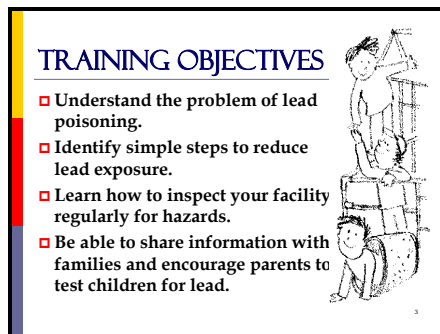 TRAINING OBJECTIVES
Understand the problem of lead
poisoning.
Identify simple steps to reduce
lead exposure.
Learn how to inspect your facility
regularly for hazards.
Be able to share information with
families and encourage parents to
test children for lead.
3